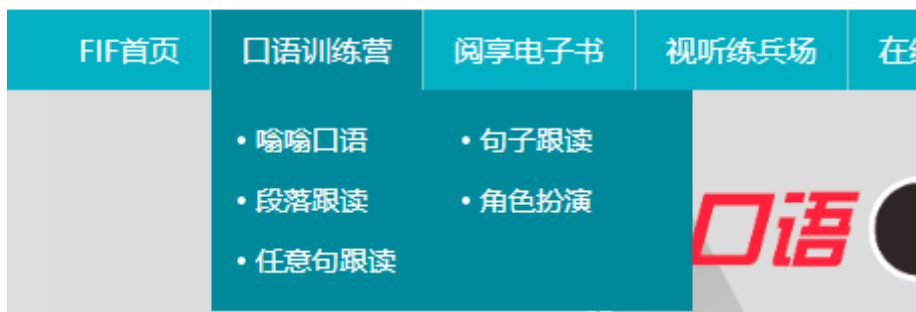 FIF首页 口语训练营 阅享电子书 视听练兵场 在
• 嗡嗡口语 • 句子跟读
• 段落跟读 • 角色扮演
• 任意句跟读
口语